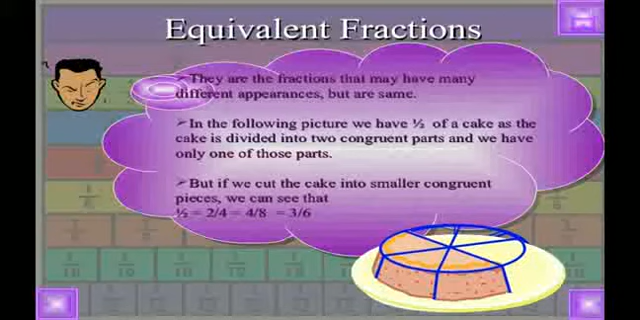 Equivalent Fractions
➢ They are the fractions that may have many
different appearances, but are same.
➢ In the following picture we have ½ of a cake as the
cake is divided into two congruent parts and we have
only one of those parts.
➢ But if we cut the cake into smaller congruent
pieces, we can see that
½ = 2/4 = 4/8 = 3/6